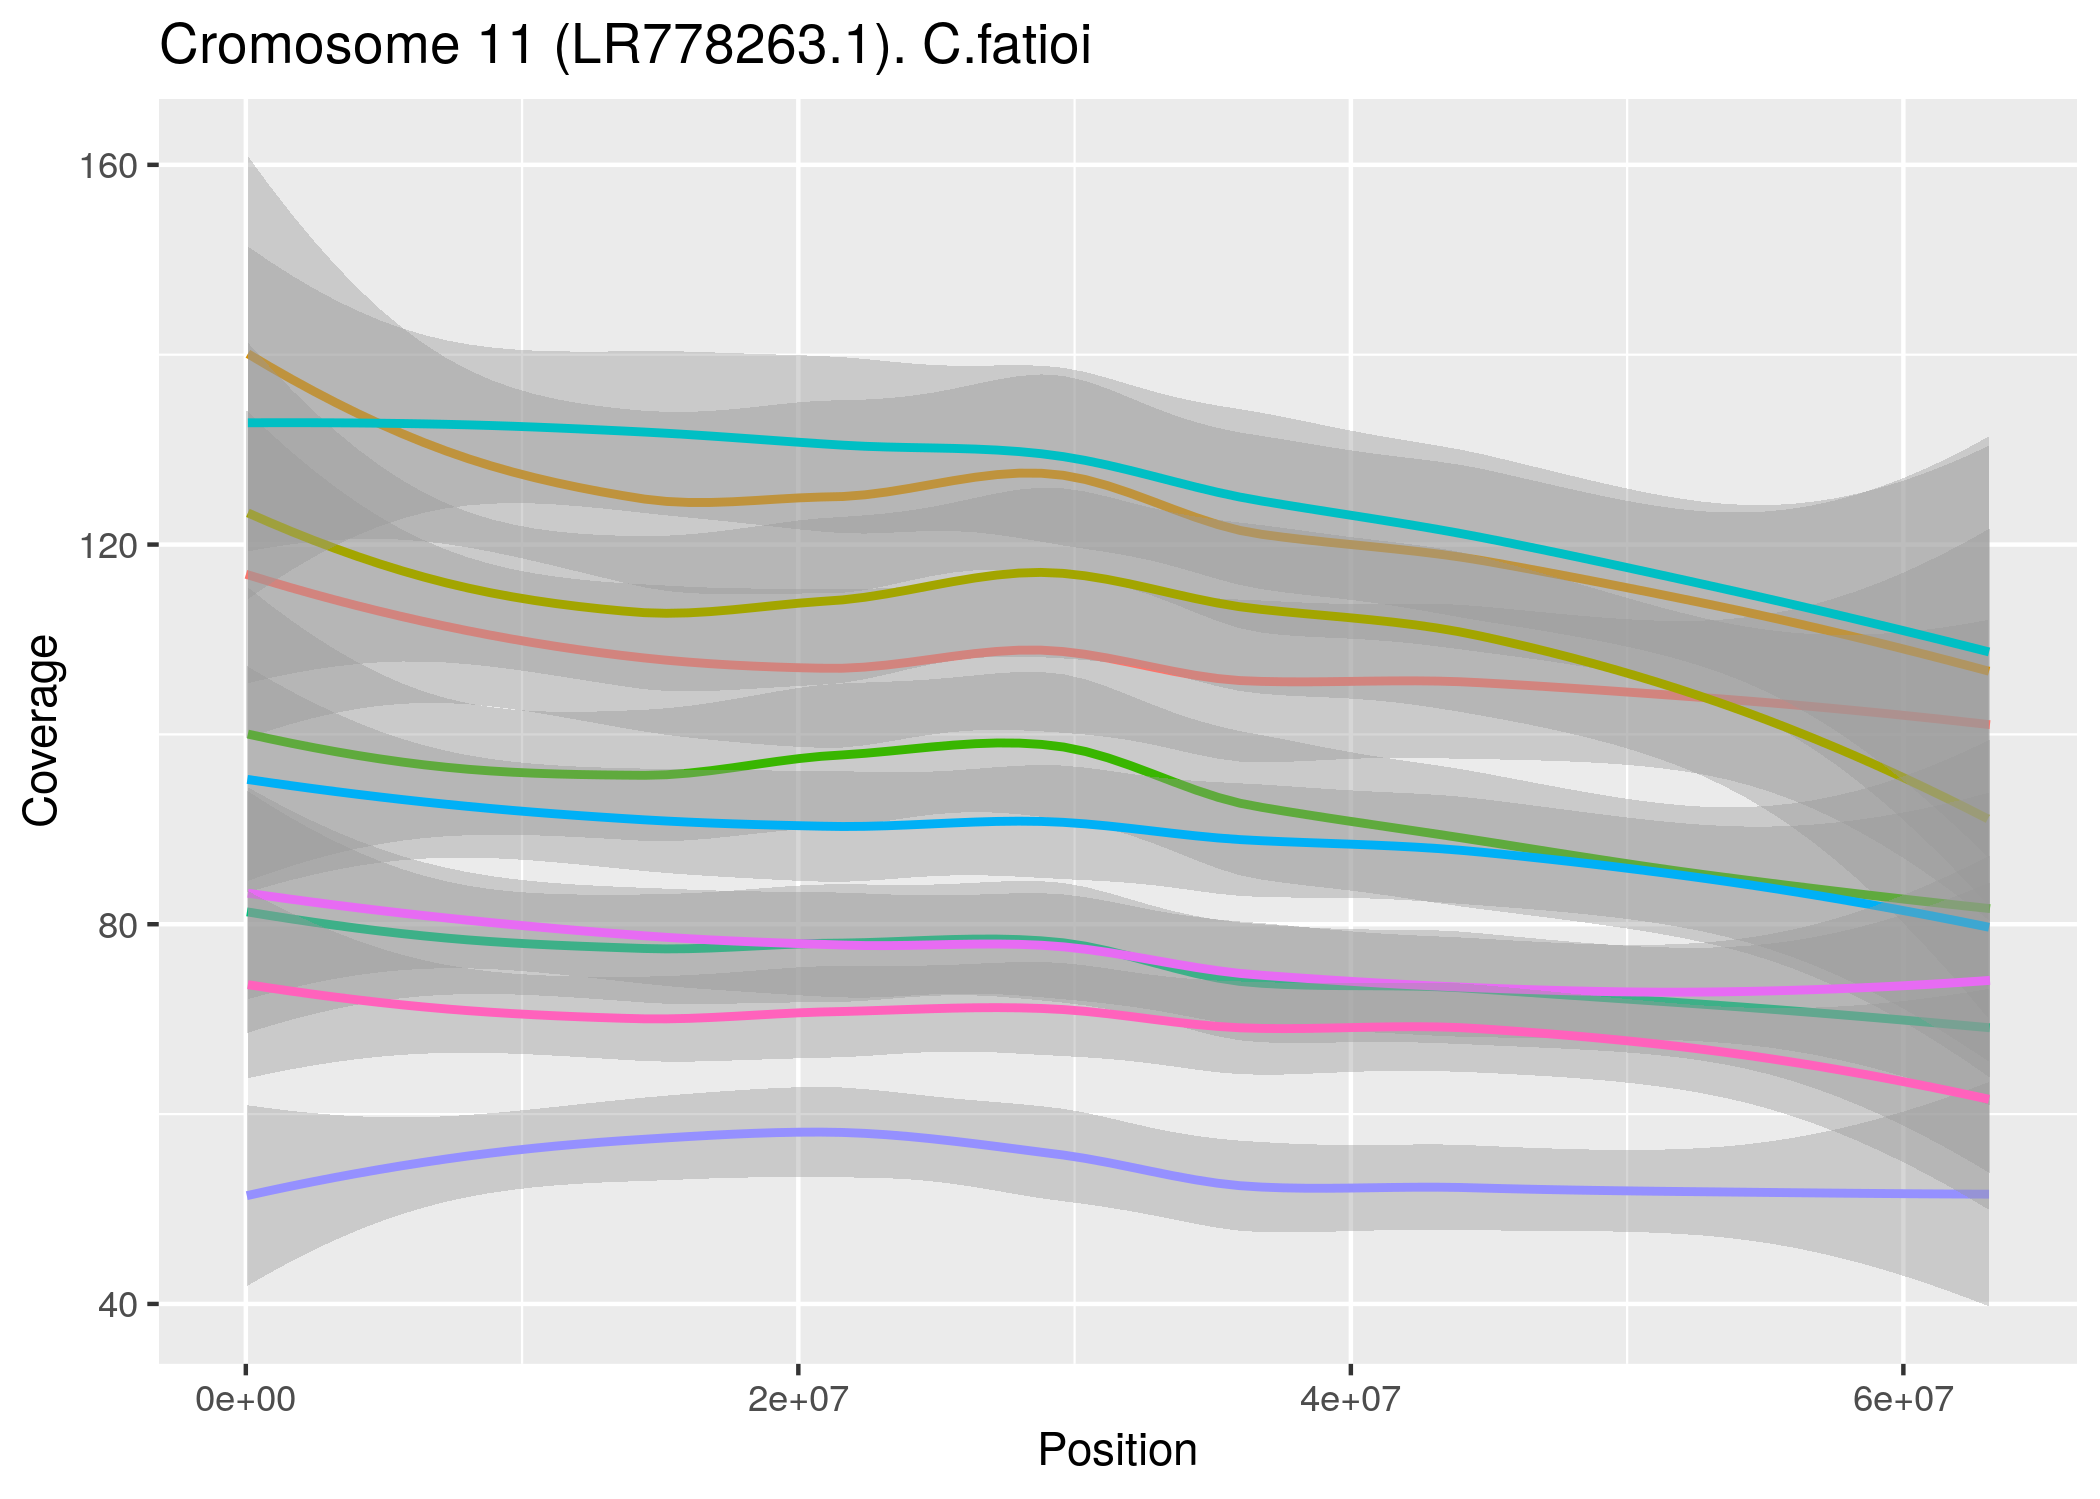 Cromosome 11 (LR778263.1). C.fatioi
160
120
80
40
Coverage
0e+00 2e+07 4e+07 6e+07
Position